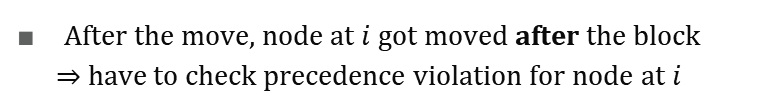 ▪ After the move, node at i got moved after the block
⇒ have to check precedence violation for node at i